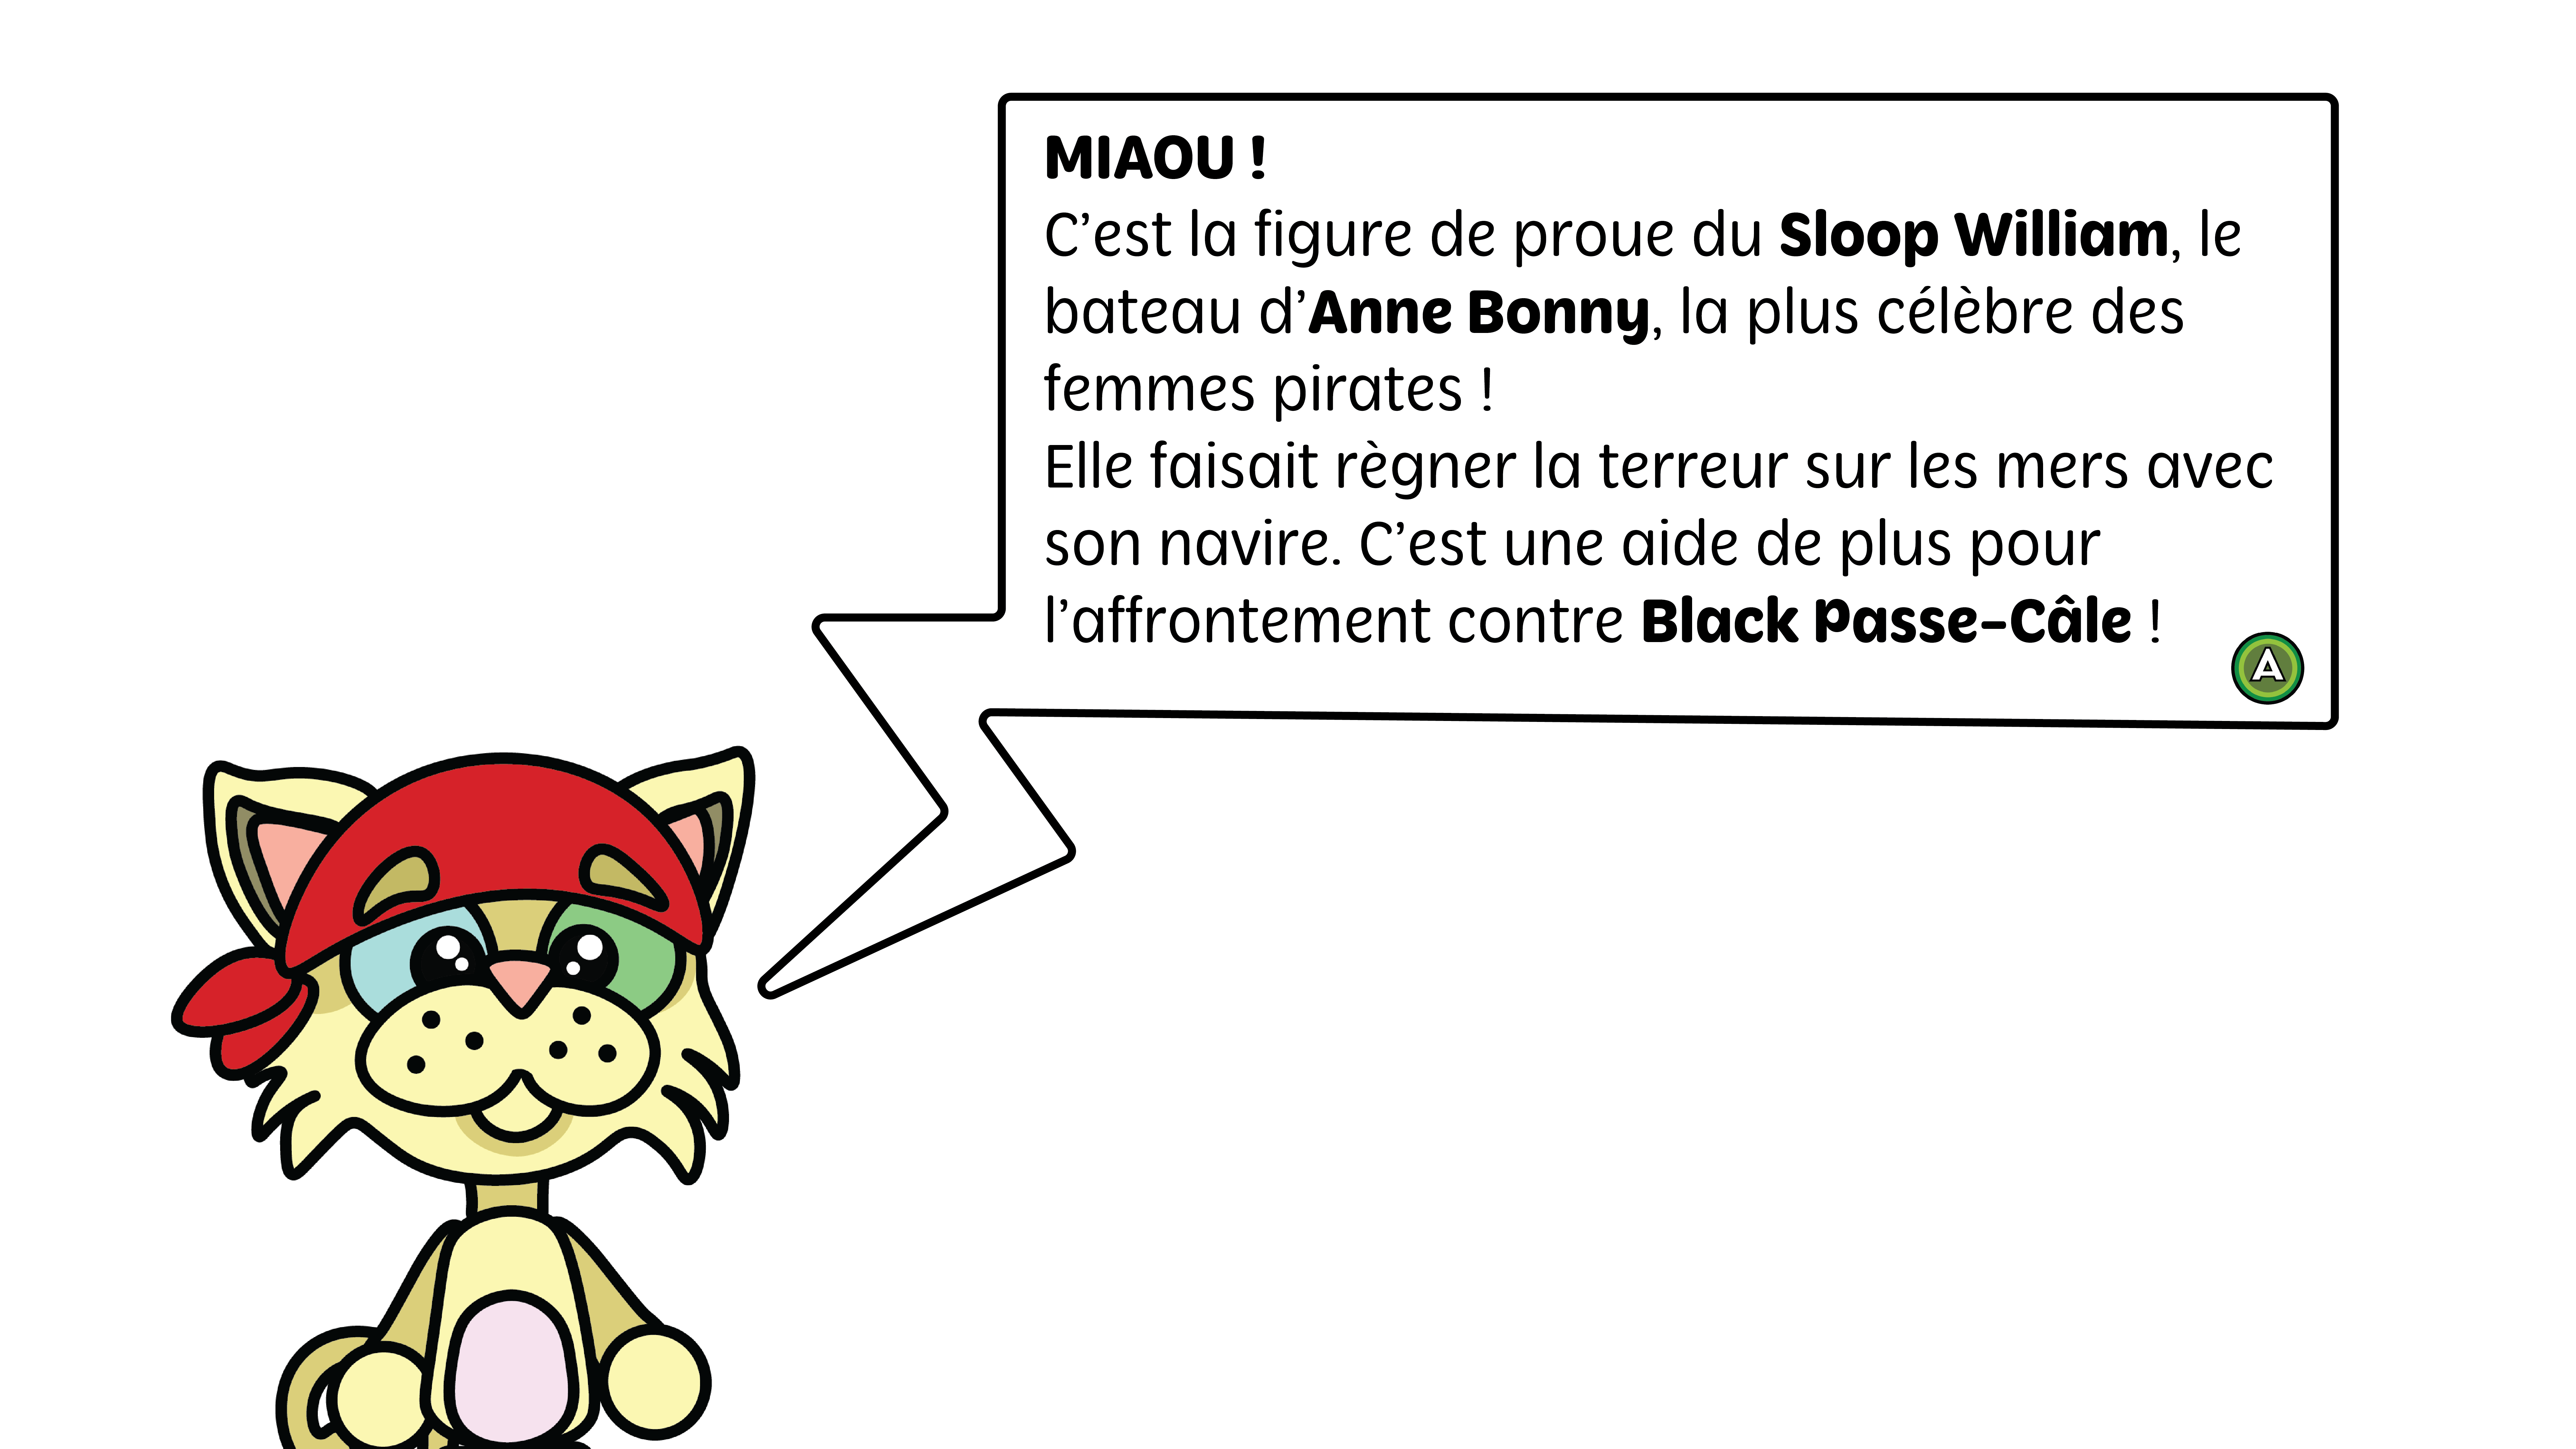 MIAOU !
C’est la figure de proue du Sloop William, le
bateau d’Anne Bonny, la plus célèbre des
femmes pirates !
Elle faisait règner la terreur sur les mers avec
son navire. C’est une aide de plus pour
l’affrontement contre Black Passe-Câle !
A